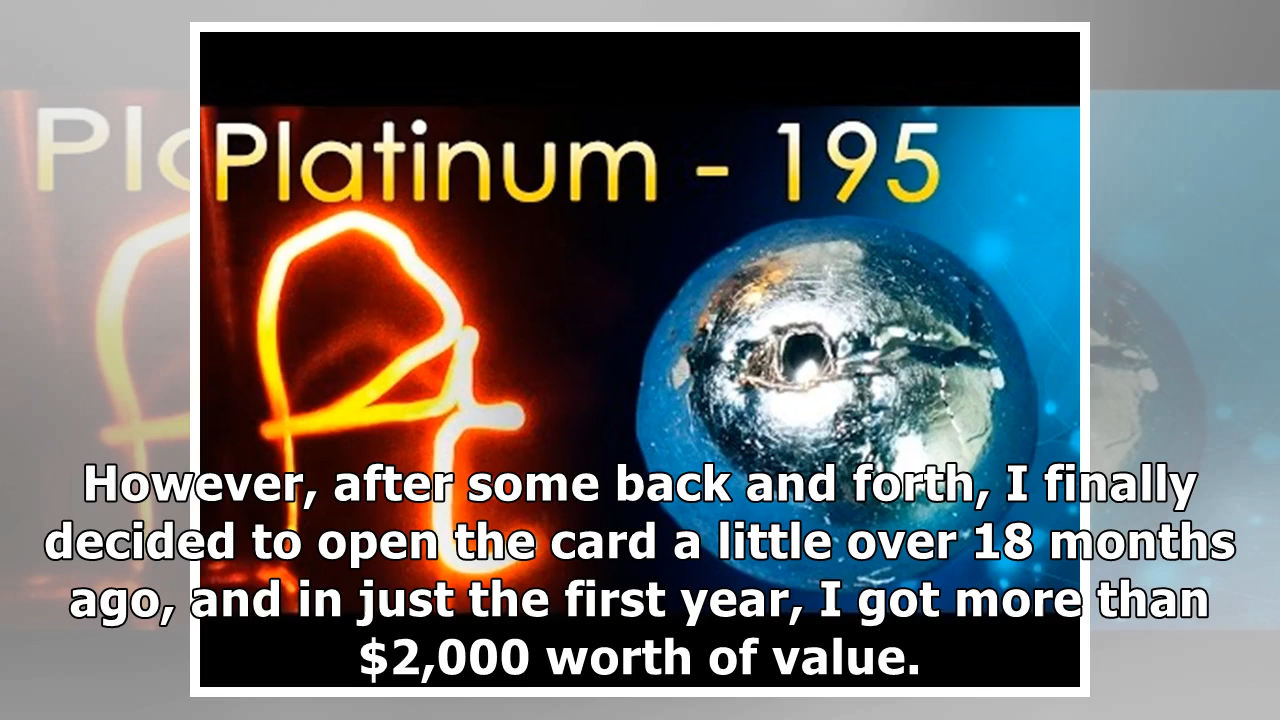 Platinum - 195
Pt
However, after some back and forth, I finally
decided to open the card a little over 18 months
ago, and in just the first year, I got more than
$2,000 worth of value.